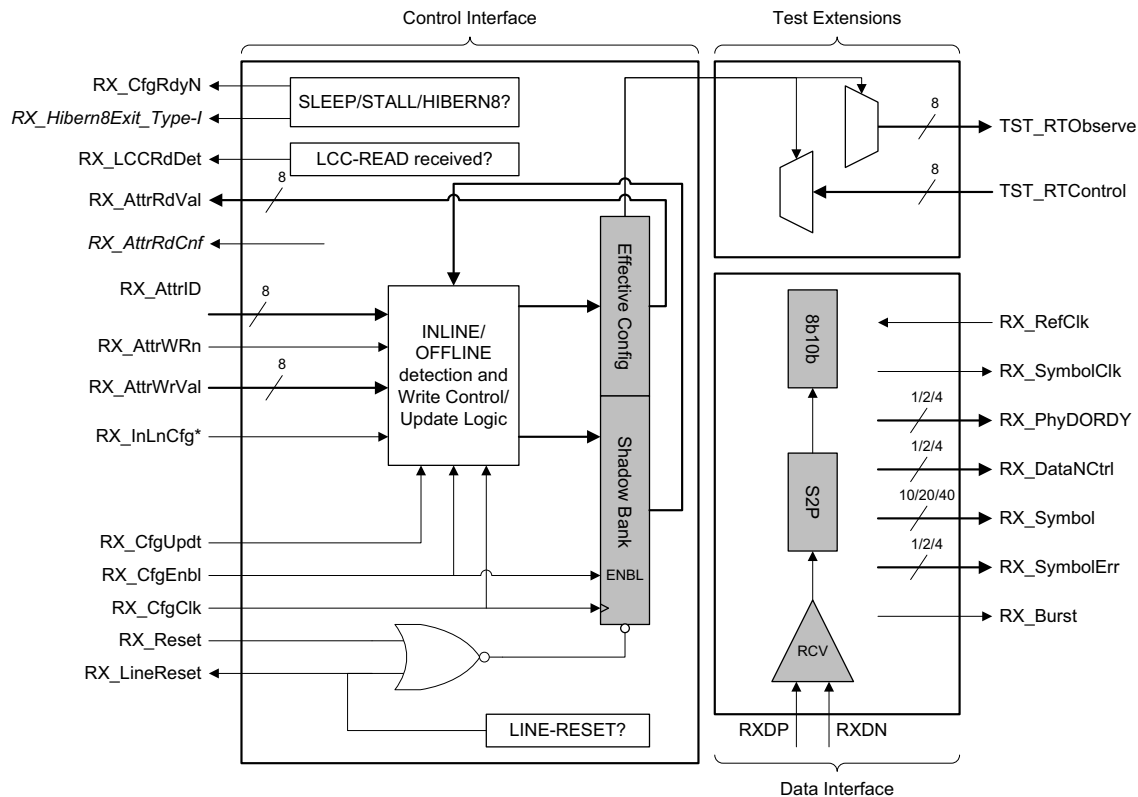 Control Interface
Test Extensions
RX_CfgRdyN
SLEEP/STALL/HIBERN8?
RX_Hibern8Exit_Type-I
RX_LCCRdDet
LCC-READ received?
8
RX_AttrRdVal
RX_AttrRdCnf
RX_AttrID
8
RX_AttrWRn
RX_AttrWrVal
8
RX_InLnCfg*
INLINE/
OFFLINE
detection and
Write Control/
Update Logic
Effective Config
Shadow Bank
ENBL
RX_CfgUpdt
RX_CfgEnbl
RX_CfgClk
RX_Reset
RX_LineReset
LINE-RESET?
8
TST_RTObserve
8
TST_RTControl
8b10b
S2P
RCV
RX_RefClk
RX_SymbolClk
1/2/4
RX_PhyDORDY
1/2/4
RX_DataNCtrl
10/20/40
RX_Symbol
1/2/4
RX_SymbolErr
RX_Burst
RXDP
RXDN
Data Interface